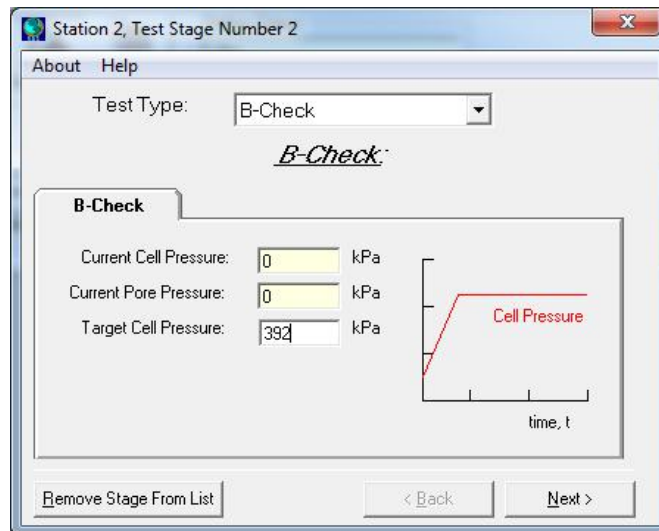 Station 2, Test Stage Number 2
x
About Help
Test Type: B-Check
B-Check:
B-Check
Current Cell Pressure: 0 kPa
Current Pore Pressure: 0 kPa
Target Cell Pressure: 392 kPa
Cell Pressure
time, t
Remove Stage From List < Back Next >